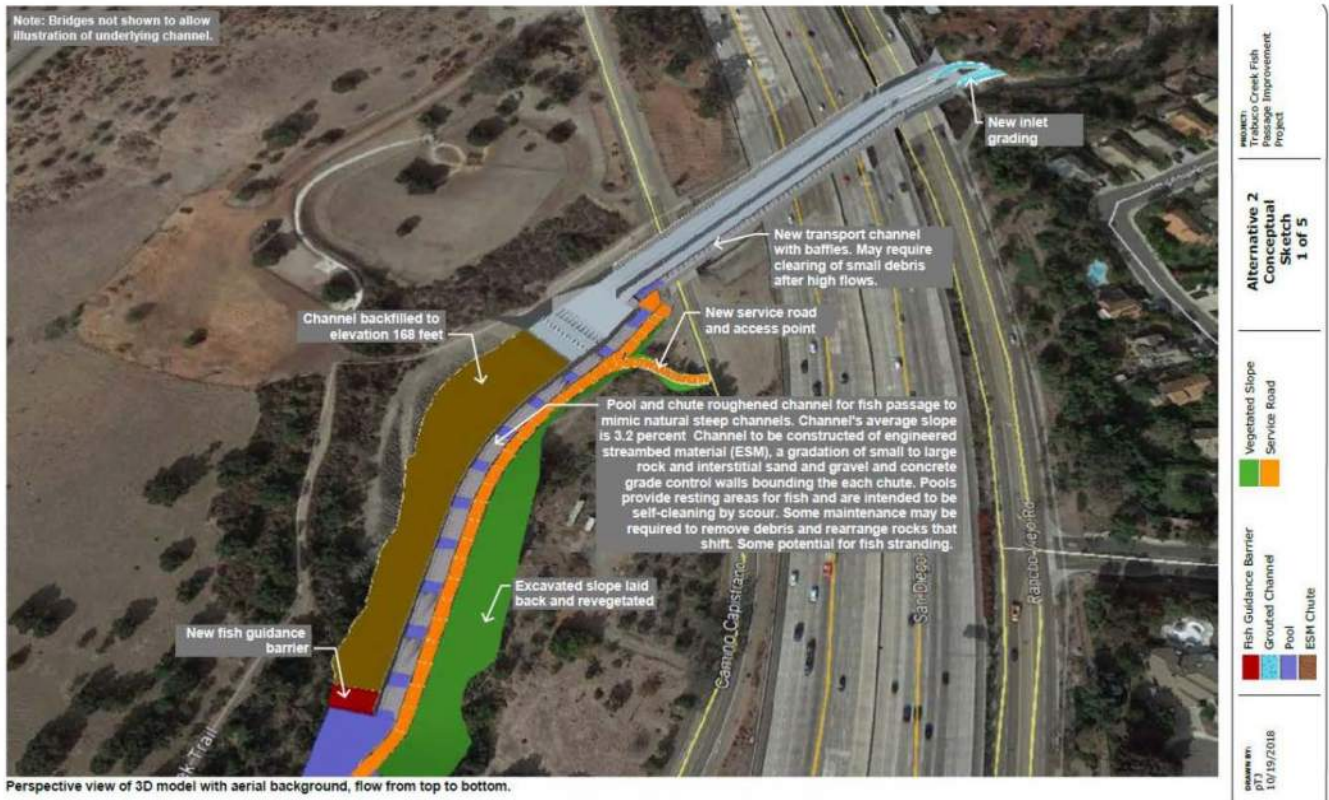 Note: Bridges not shown to allow
illustration of underlying channel.
New inlet
grading
New transport channel
with baffles. May require
clearing of small debris
after high flows.
Channel backfilled to
elevation 168 feet
New service road
and access point
Pool and chute roughened channel for fish passage to
mimic natural steep channels. Channel's average slope
is 3.2 percent Channel to be constructed of engineered
streambed material (ESM), a gradation of small to large
rock and interstitial sand and gravel and concrete
grade control walls bounding the each chute. Pools
provide resting areas for fish and are intended to be
self-cleaning by scour. Some maintenance may be
required to remove debris and rearrange rocks that
shift. Some potential for fish stranding.
Excavated slope laid
back and revegetated
New fish guidance
barrier
Camino Capistrano
San Diego
Rancho Viejo Rd
Trail
Perspective view of 3D model with aerial background, flow from top to bottom.
PROJECT:
Trabuco Creek Fish
Passage Improvement
Project
Alternative 2
Conceptual
Sketch
1 of 5
Vegetated Slope
Service Road
Fish Guidance Barrier
Grouted Channel
Pool
ESM Chute
DRAWN BY:
10/19/2018